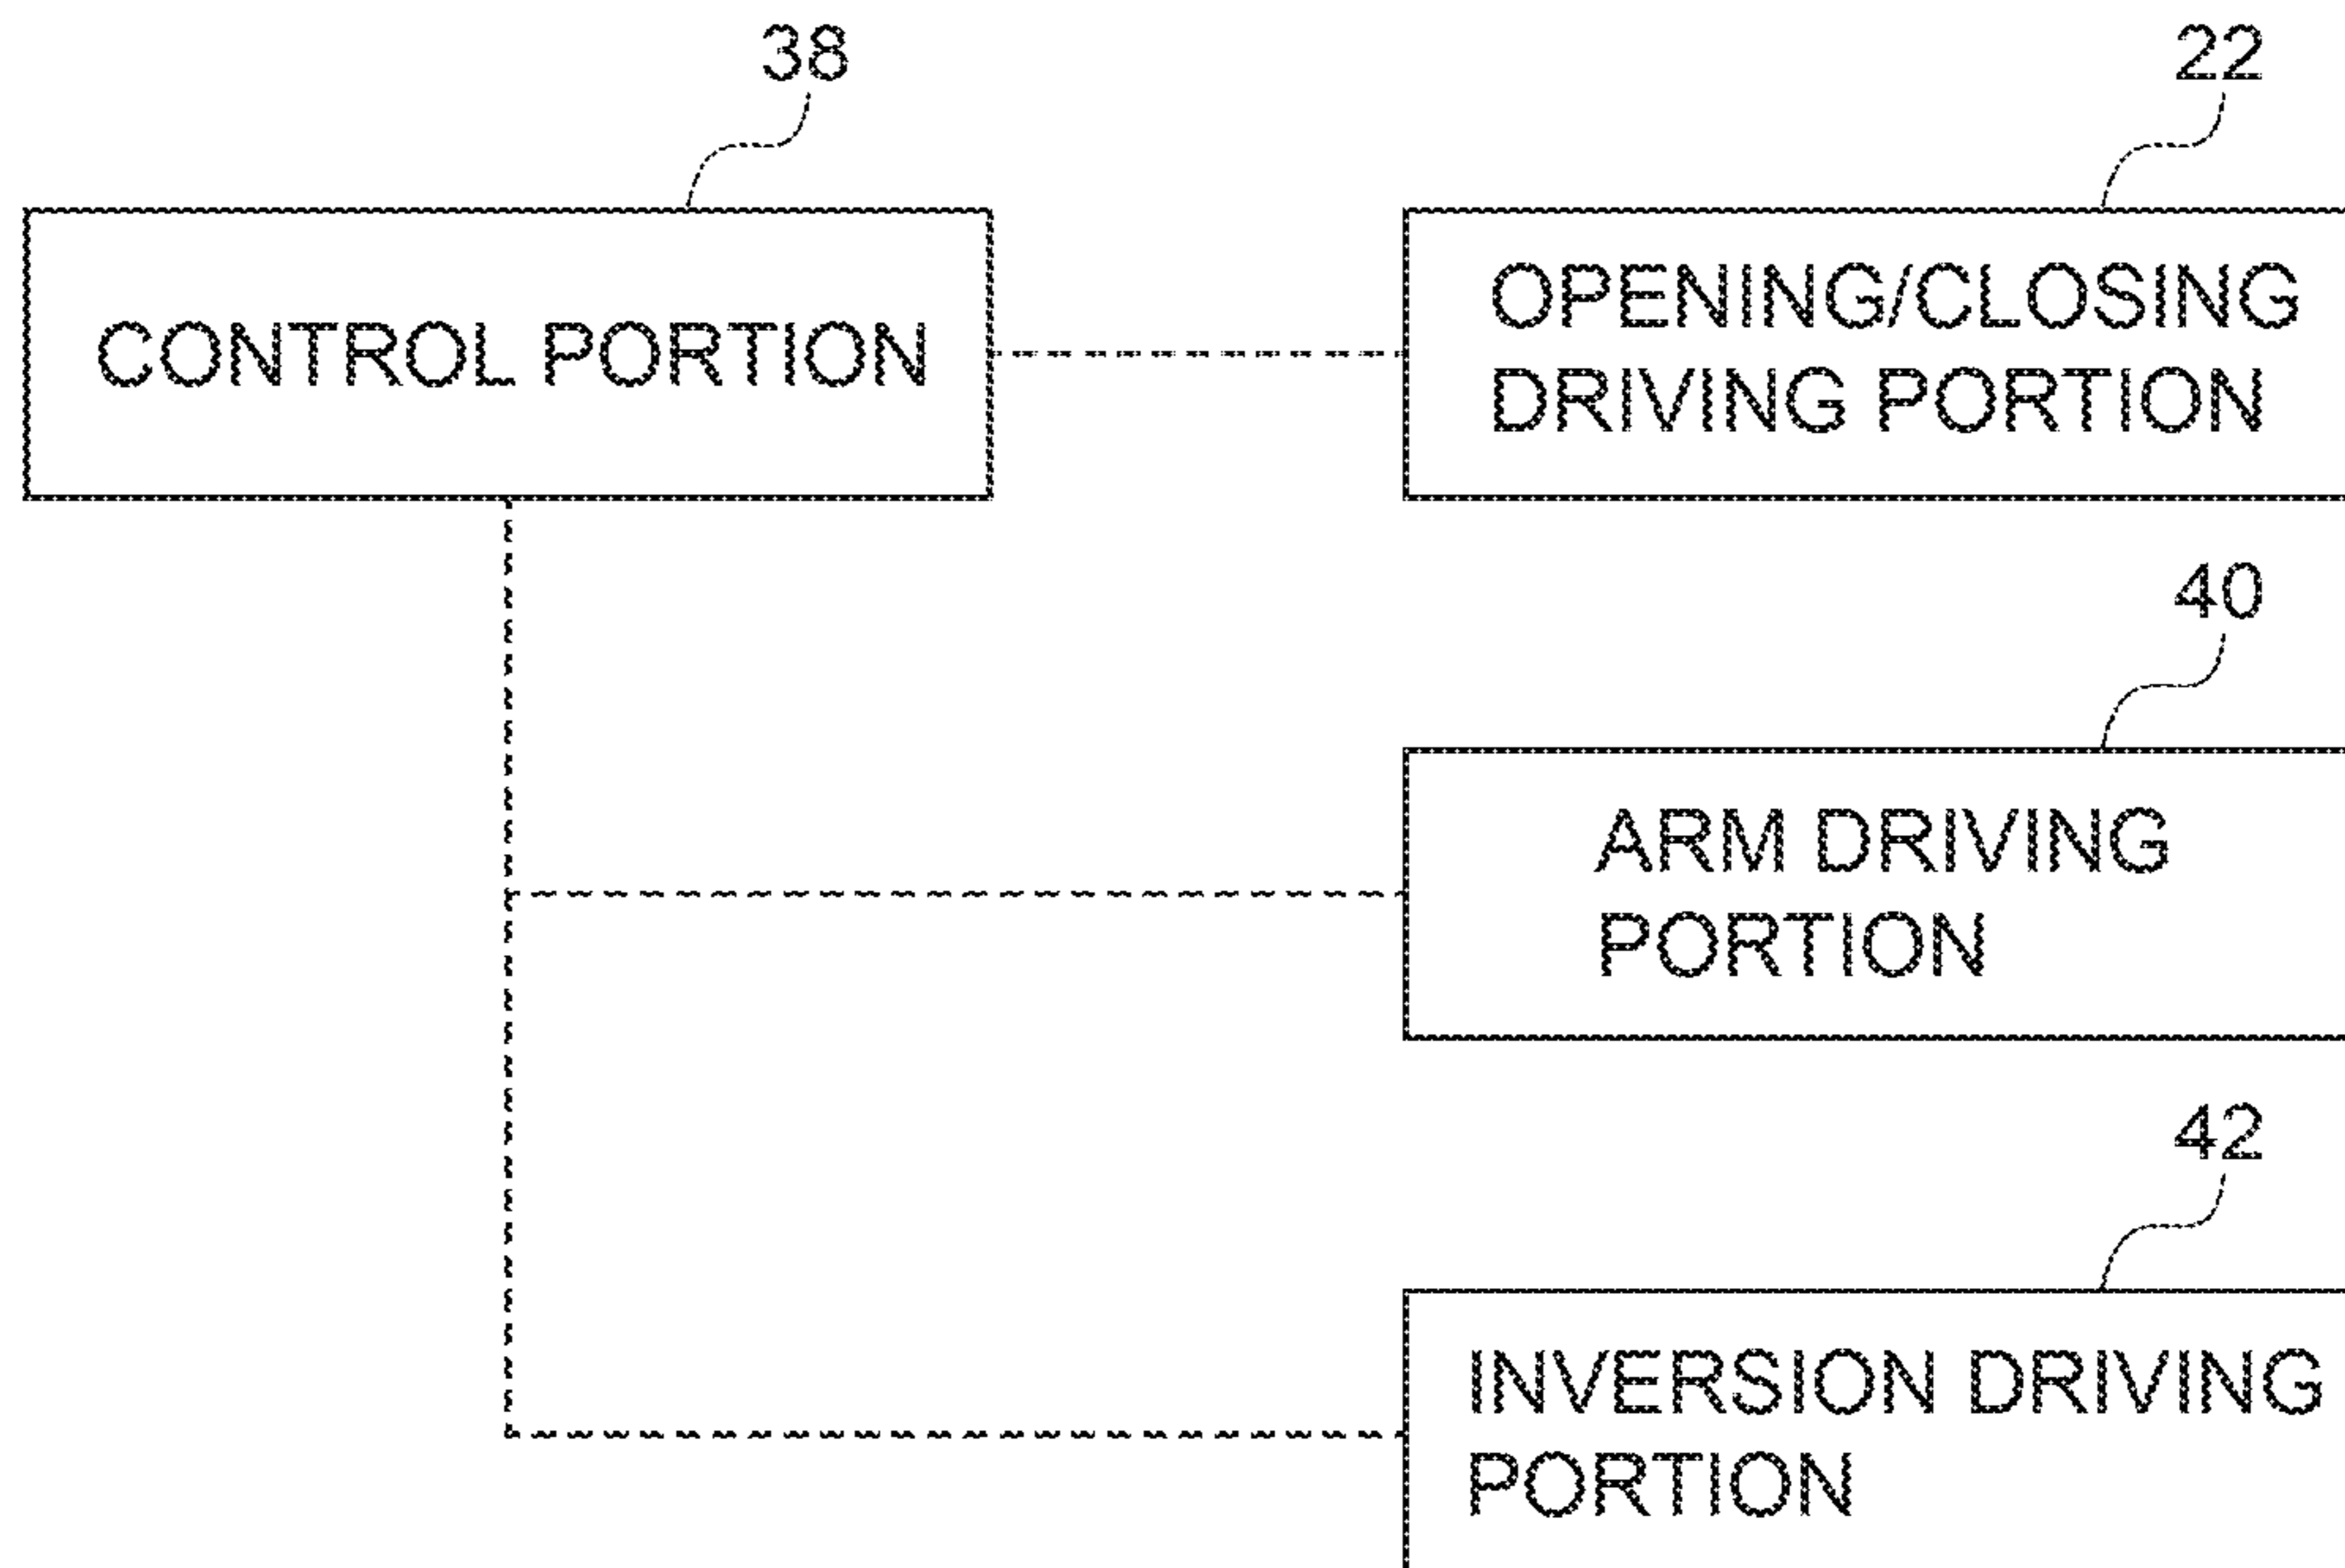 38
22
CONTROL PORTION
OPENING/CLOSING
DRIVING PORTION
40
ARM DRIVING
PORTION
42
INVERSION DRIVING
PORTION